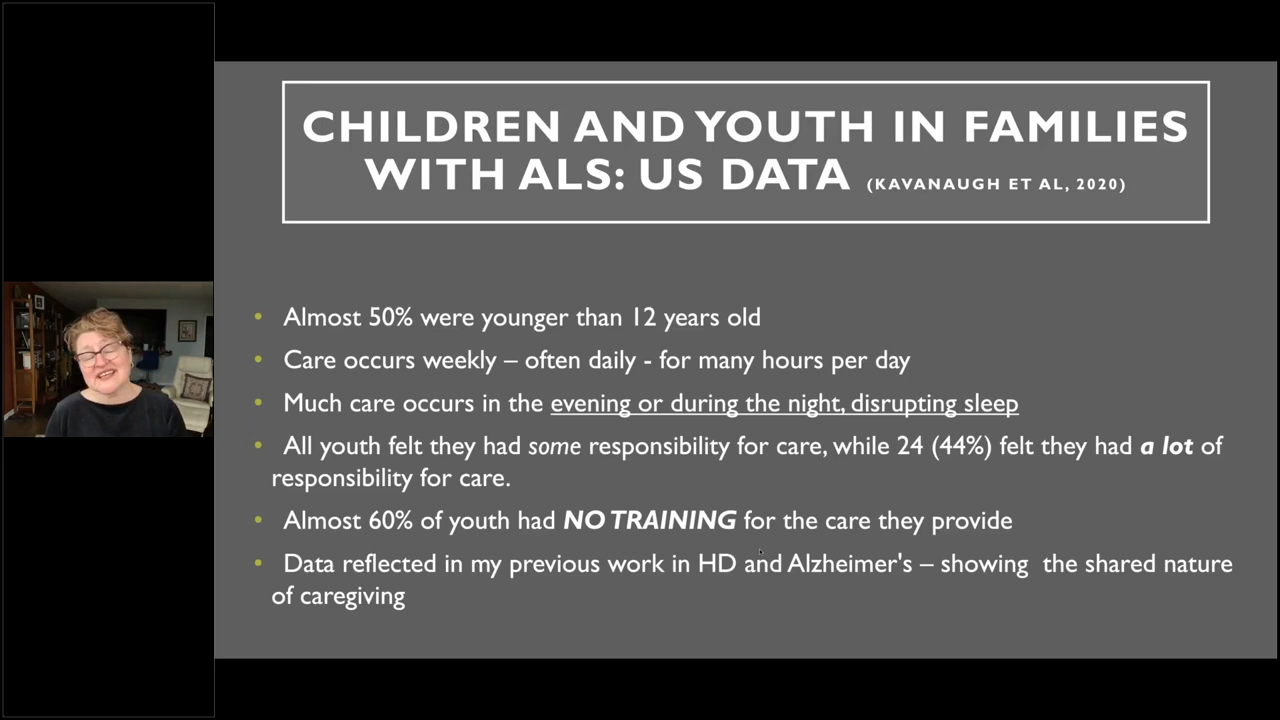 CHILDREN AND YOUTH IN FAMILIES
WITH ALS: US DATA (KAVANAUGH ET AL, 2020)
• Almost 50% were younger than 12 years old
• Care occurs weekly – often daily - for many hours per day
• Much care occurs in the evening or during the night, disrupting sleep
• All youth felt they had some responsibility for care, while 24 (44%) felt they had a lot of
responsibility for care.
• Almost 60% of youth had NO TRAINING for the care they provide
• Data reflected in my previous work in HD and Alzheimer's – showing the shared nature
of caregiving